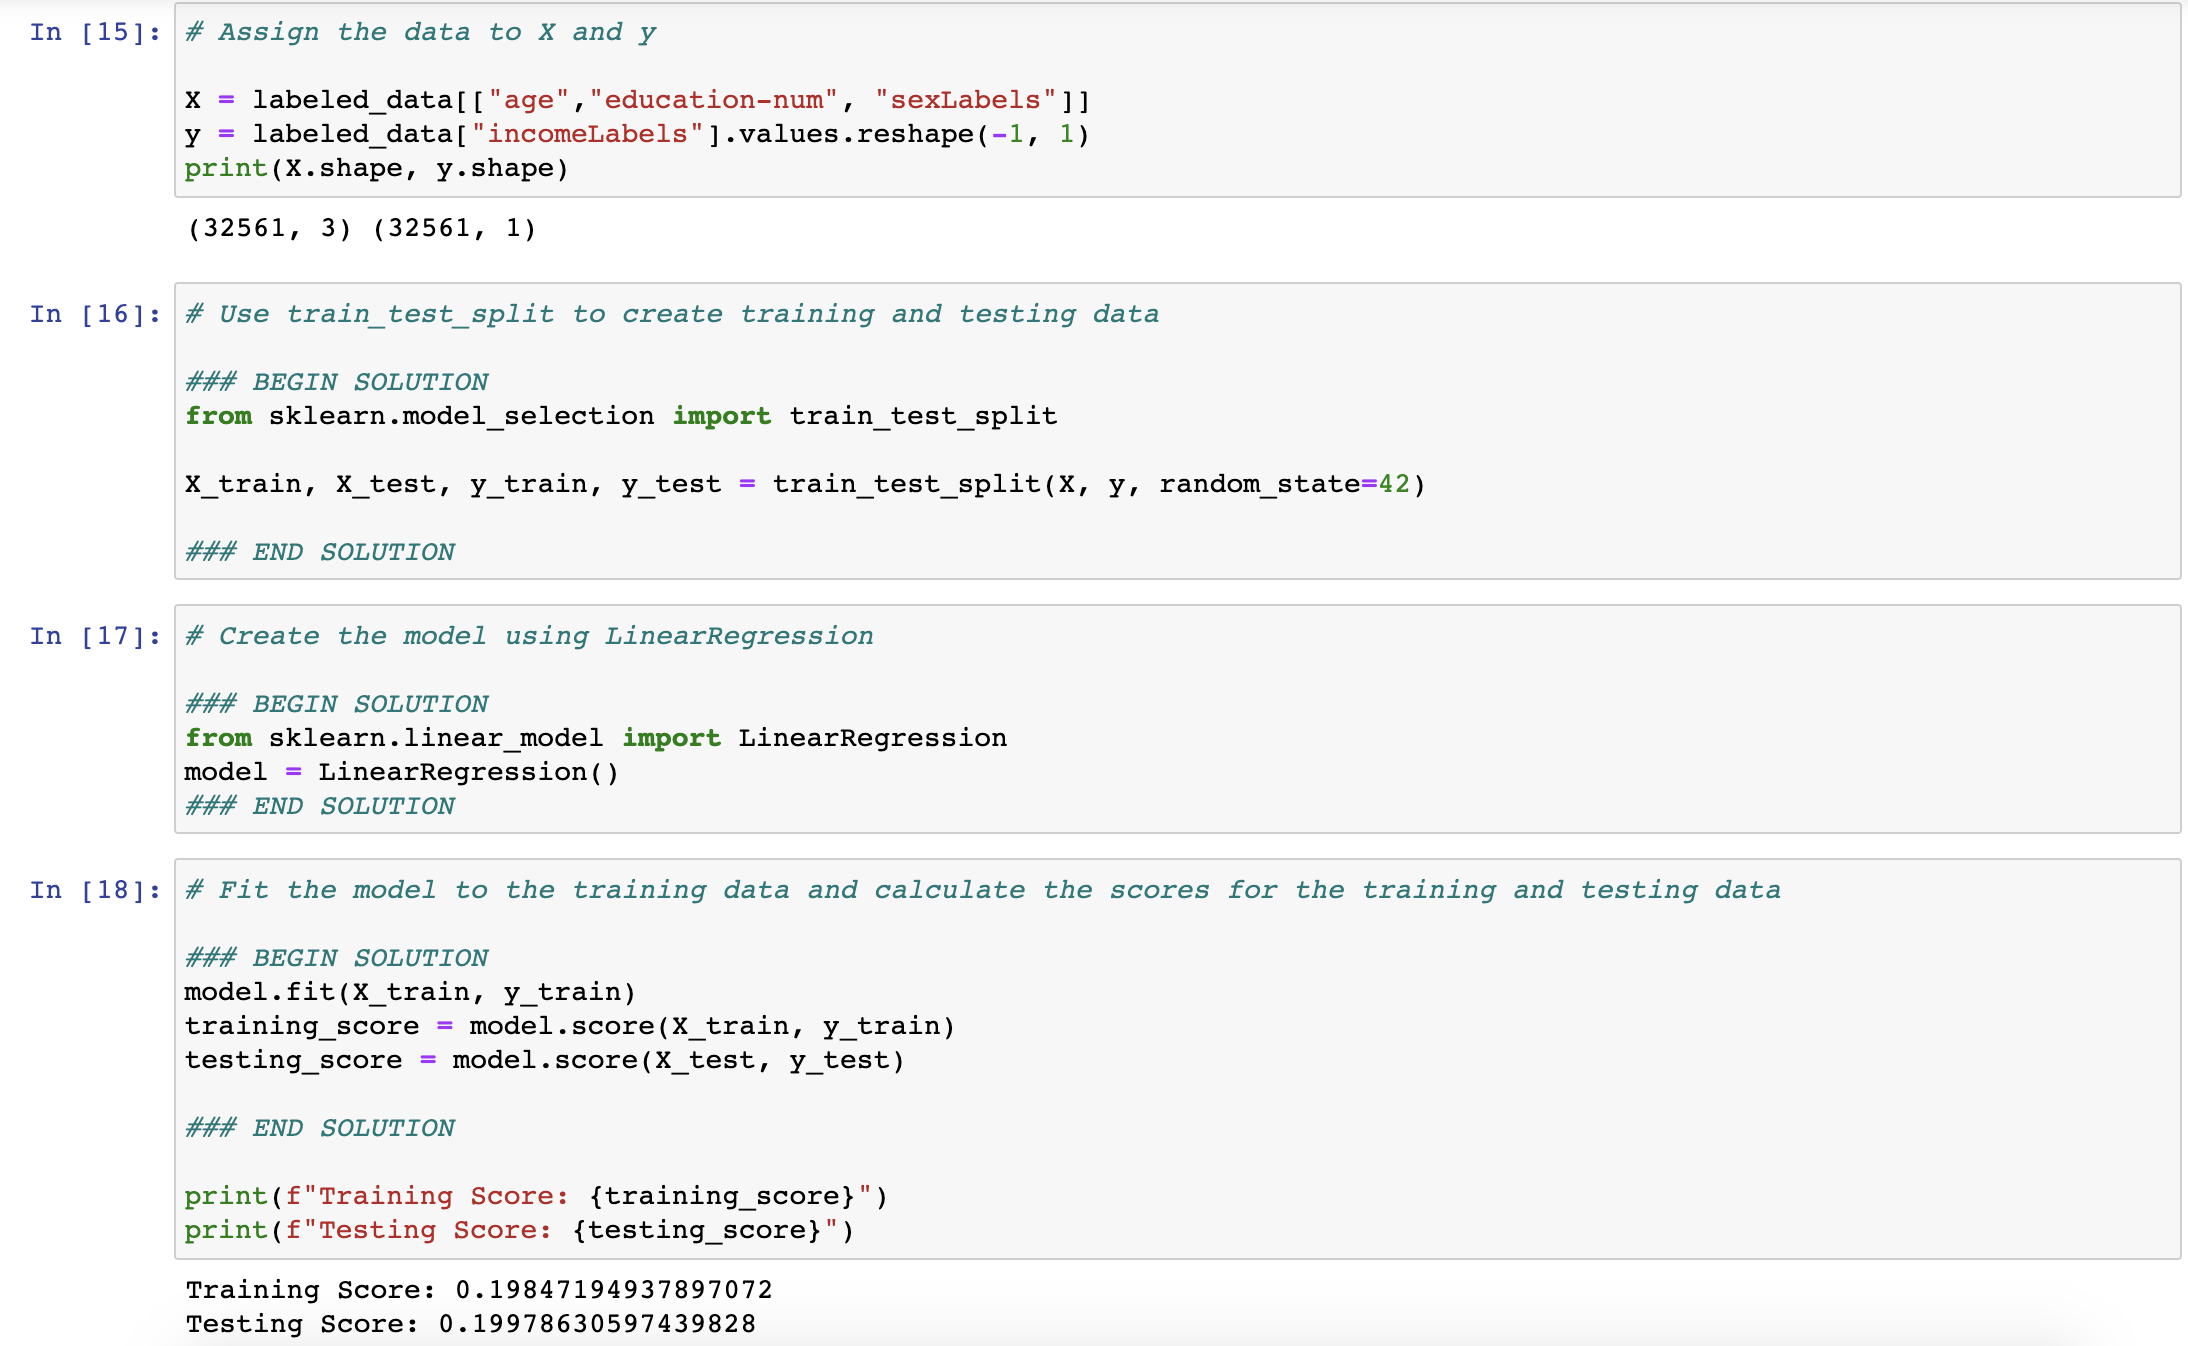 In [15]: # Assign the data to X and y
X = labeled_data[["age","education-num", "sexLabels"]]
y = labeled_data["incomeLabels"].values.reshape(-1, 1)
print(X.shape, y.shape)
(32561, 3) (32561, 1)
In [16]: # Use train_test_split to create training and testing data
### BEGIN SOLUTION
from sklearn.model_selection import train_test_split
X_train, X_test, y_train, y_test = train_test_split(X, y, random_state=42)
### END SOLUTION
In [17]: # Create the model using LinearRegression
### BEGIN SOLUTION
from sklearn.linear_model import LinearRegression
model = LinearRegression()
### END SOLUTION
In [18]: # Fit the model to the training data and calculate the scores for the training and testing data
### BEGIN SOLUTION
model.fit(X_train, y_train)
training_score = model.score(X_train, y_train)
testing_score = model.score(X_test, y_test)
### END SOLUTION
print(f"Training Score: {training_score}")
print(f"Testing Score: {testing_score}")
Training Score: 0.19847194937897072
Testing Score: 0.19978630597439828